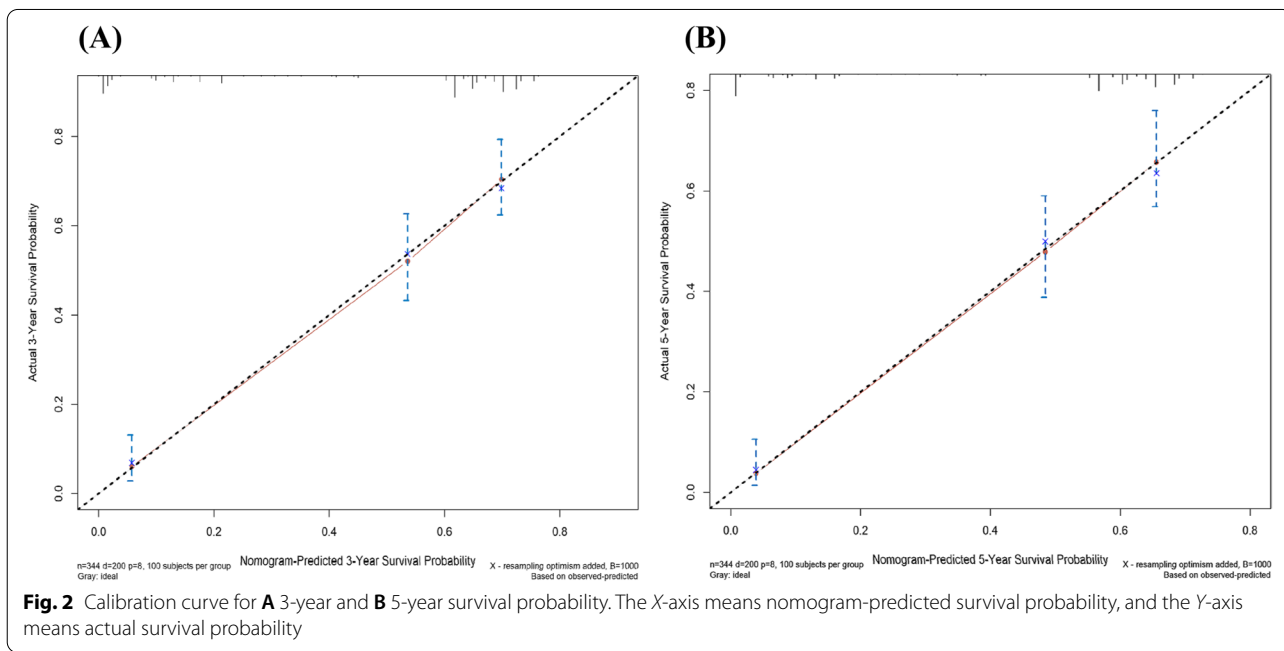 (A)
(B)
Actual 3-Year Survival Probability
0.0
0.2
0.4
0.6
0.8
0.0 0.2 0.4 0.6 0.8
Nomogram-Predicted 3-Year Survival Probability
n=344 d=200 p=8, 100 subjects per group
Gray: ideal
X - resampling optimism added, B=1000
Based on observed-predicted
Actual 5-Year Survival Probability
0.0
0.2
0.4
0.6
0.8
0.0 0.2 0.4 0.6 0.8
Nomogram-Predicted 5-Year Survival Probability
n=344 d=200 p=8, 100 subjects per group
Gray: ideal
X - resampling optimism added, B=1000
Based on observed-predicted
Fig. 2 Calibration curve for A 3-year and B 5-year survival probability. The X-axis means nomogram-predicted survival probability, and the Y-axis
means actual survival probability